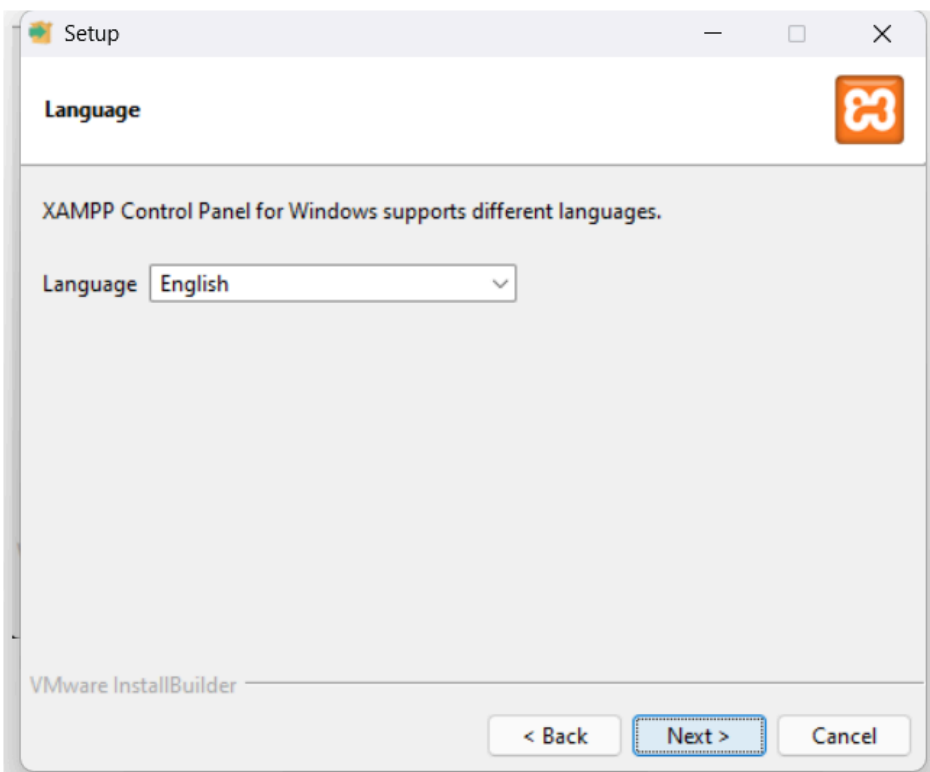 Setup
Language
XAMPP Control Panel for Windows supports different languages.
Language English
VMware InstallBuilder
< Back Next > Cancel